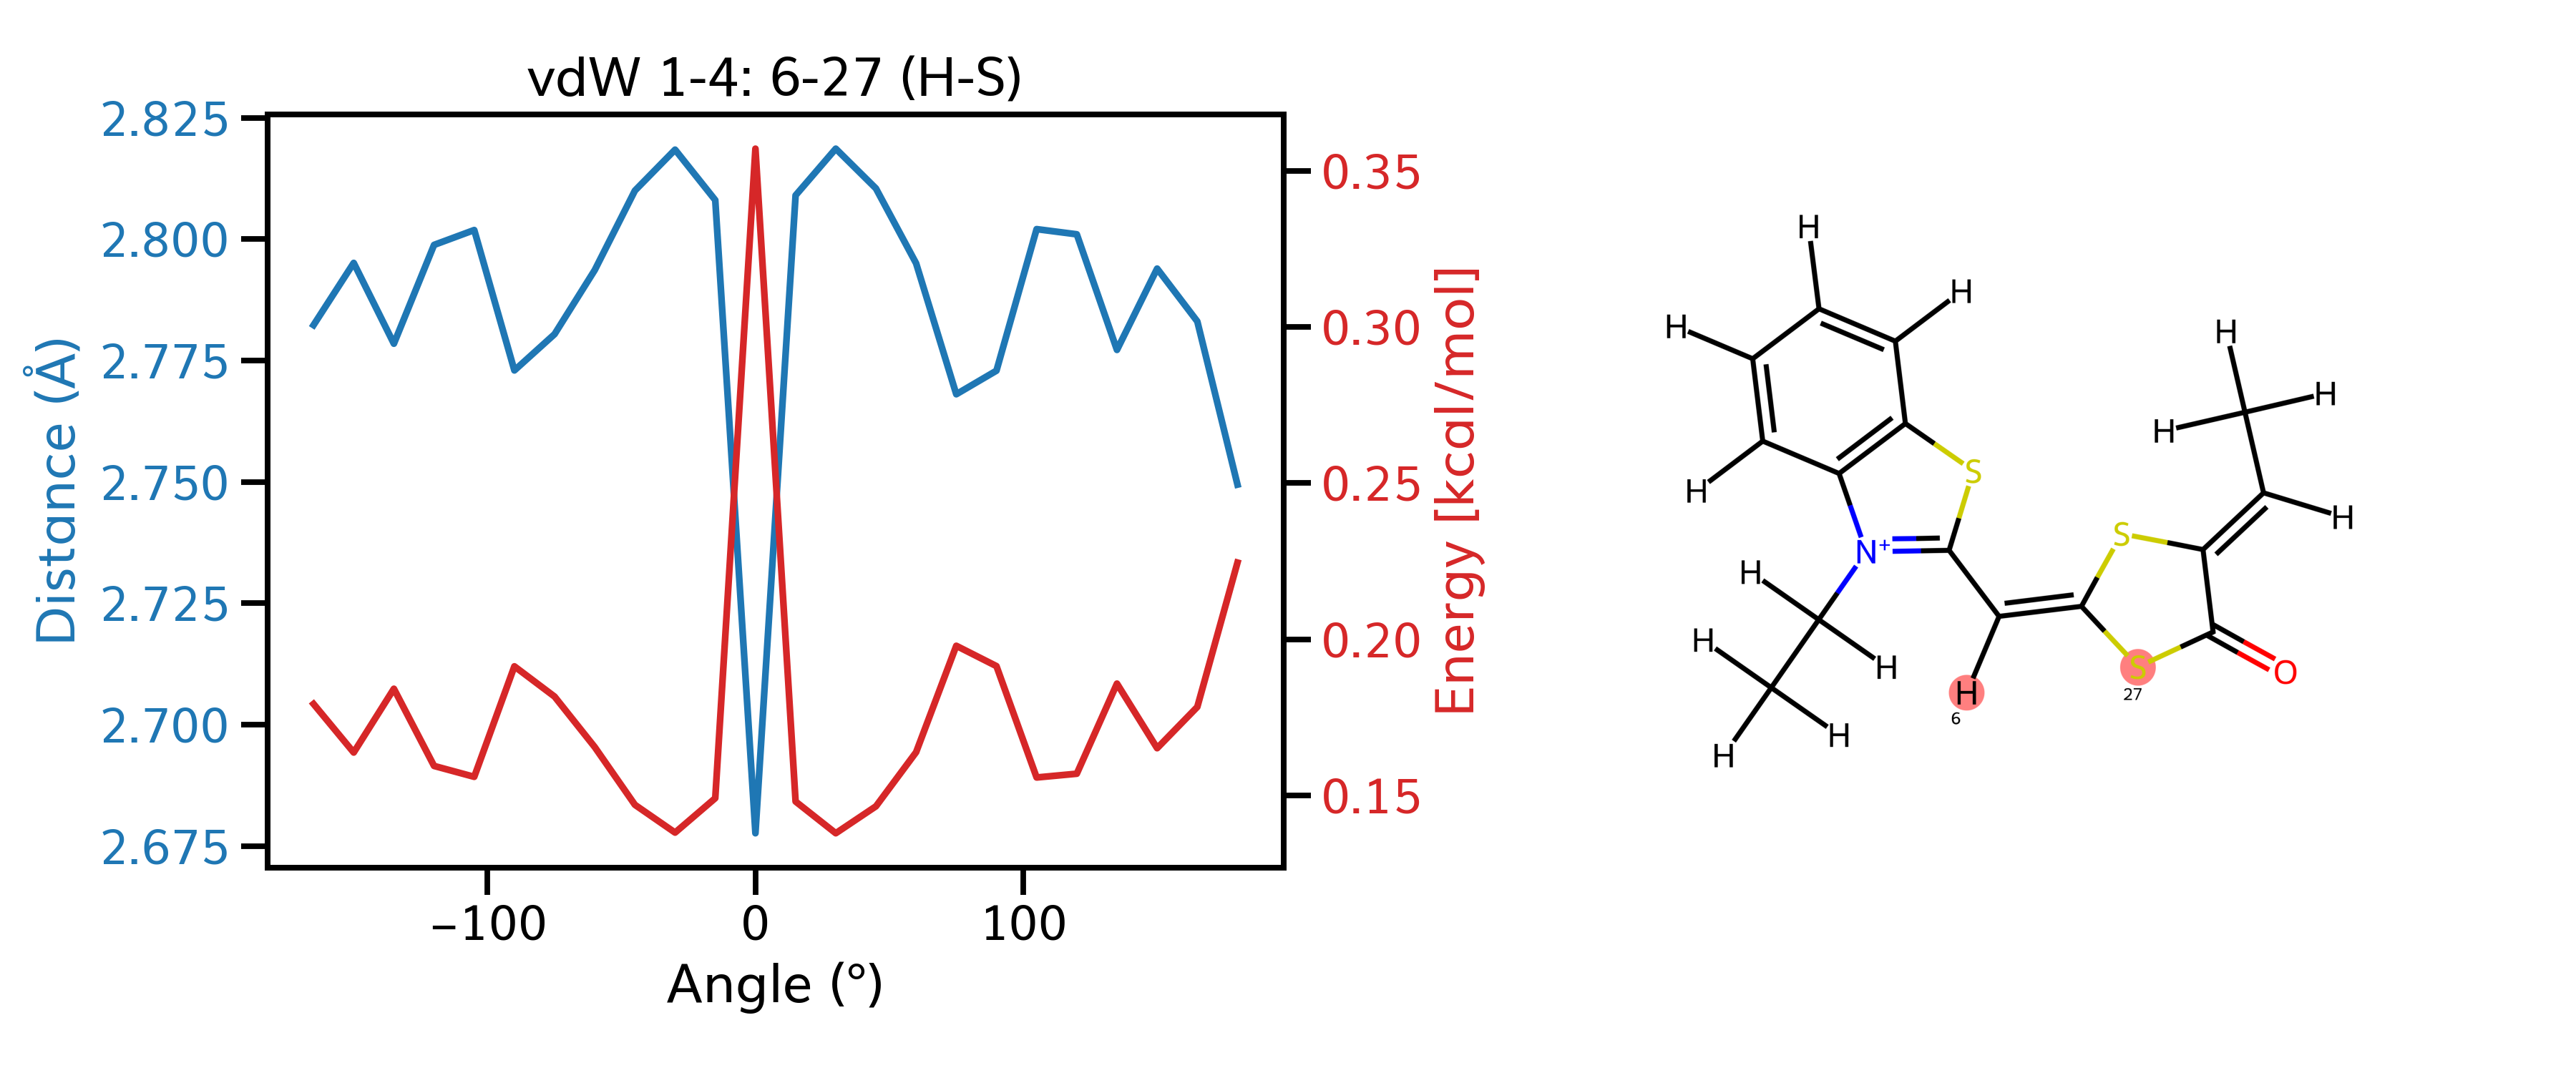 vdW 1-4: 6-27 (H-S)
2.825
2.800
2.775
2.750
2.725
2.700
2.675
Distance (Å)
0.35
0.30
0.25
0.20
0.15
Energy [kcal/mol]
−100
0
100
Angle (°)
H
H
H
H
H
H
H
S
S
H
N⁺
H
H
H
S
27
O
H
6
H
H
H